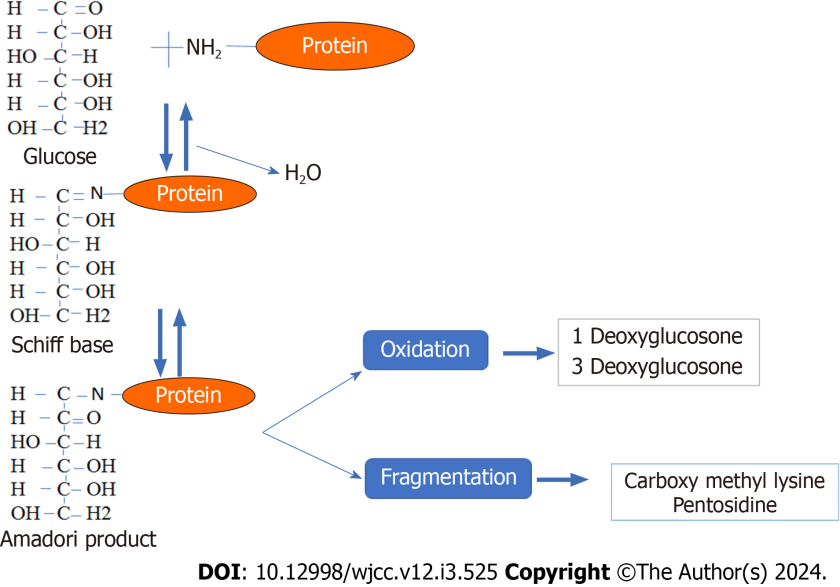 H – C = O
H – C – OH
HO – C – H
H – C – OH
H – C – OH
OH – C – H2
Glucose
NH2
Protein
H2O
H – C = N
Protein
H – C – OH
HO – C – H
H – C – OH
H – C – OH
OH – C – H2
Schiff base
H – C – N
Protein
H – C = O
HO – C – H
H – C – OH
H – C – OH
OH – C – H2
Amadori product
Oxidation
1 Deoxyglucosone
3 Deoxyglucosone
Fragmentation
Carboxy methyl lysine
Pentosidine
DOI: 10.12998/wjcc.v12.i3.525 Copyright ©The Author(s) 2024.